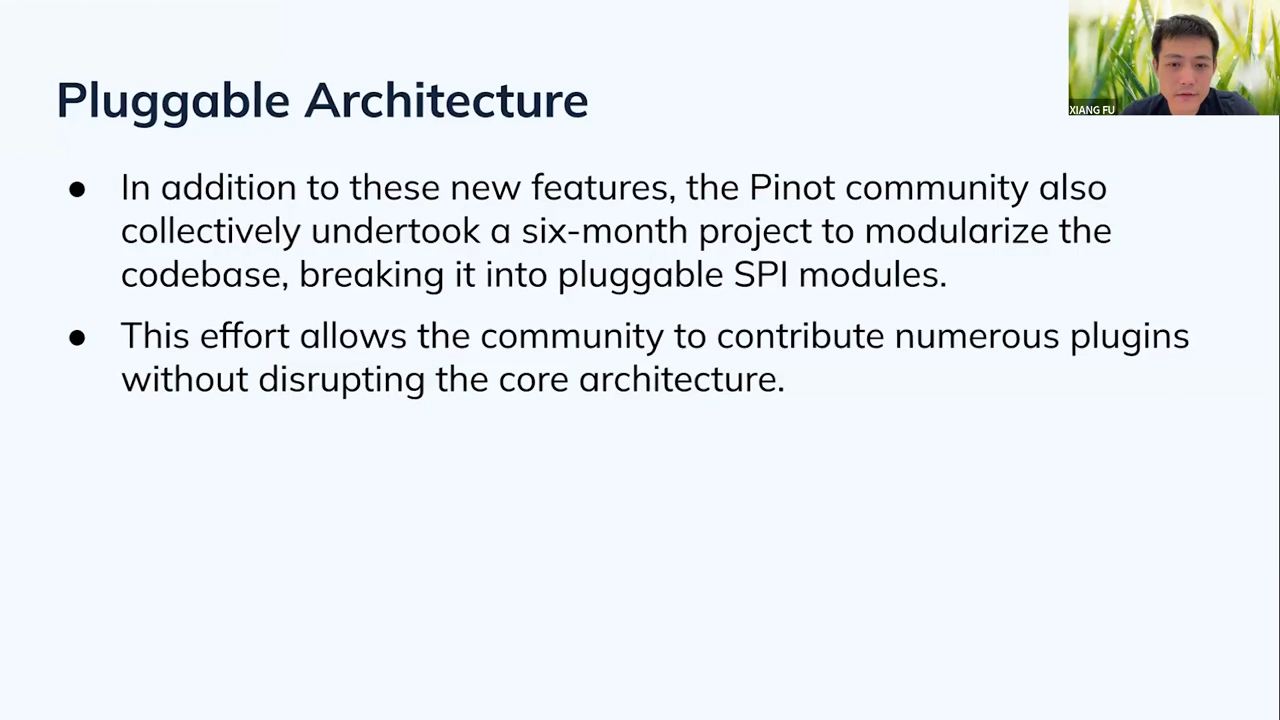 Pluggable Architecture
XIANG FU
● In addition to these new features, the Pinot community also
collectively undertook a six-month project to modularize the
codebase, breaking it into pluggable SPI modules.
● This effort allows the community to contribute numerous plugins
without disrupting the core architecture.